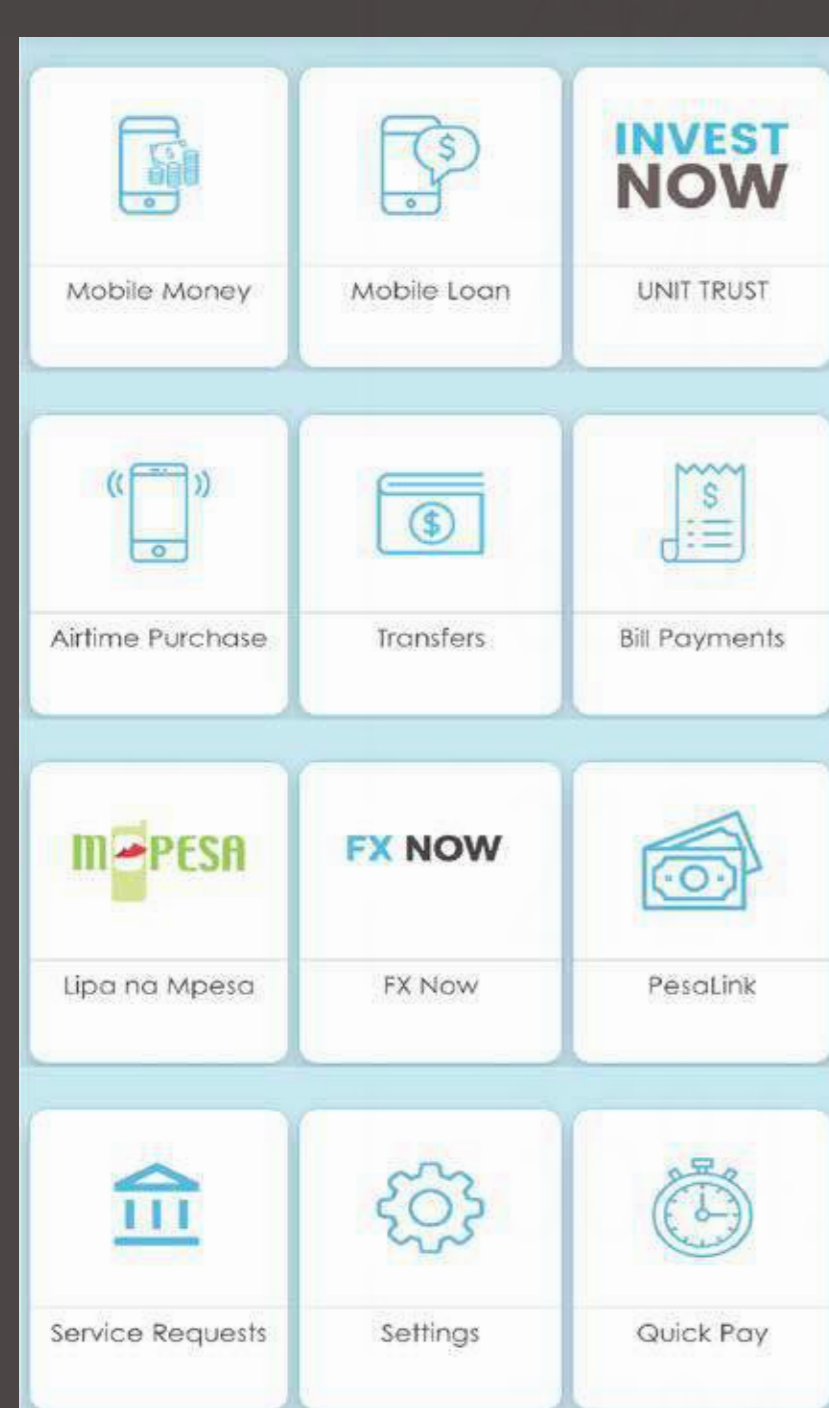 INVEST
NOW
Mobile Money
Mobile Loan
UNIT TRUST
$
Airtime Purchase
Transfers
Bill Payments
M-PESA
FX NOW
Lipa na Mpesa
FX Now
PesaLink
Service Requests
Settings
Quick Pay